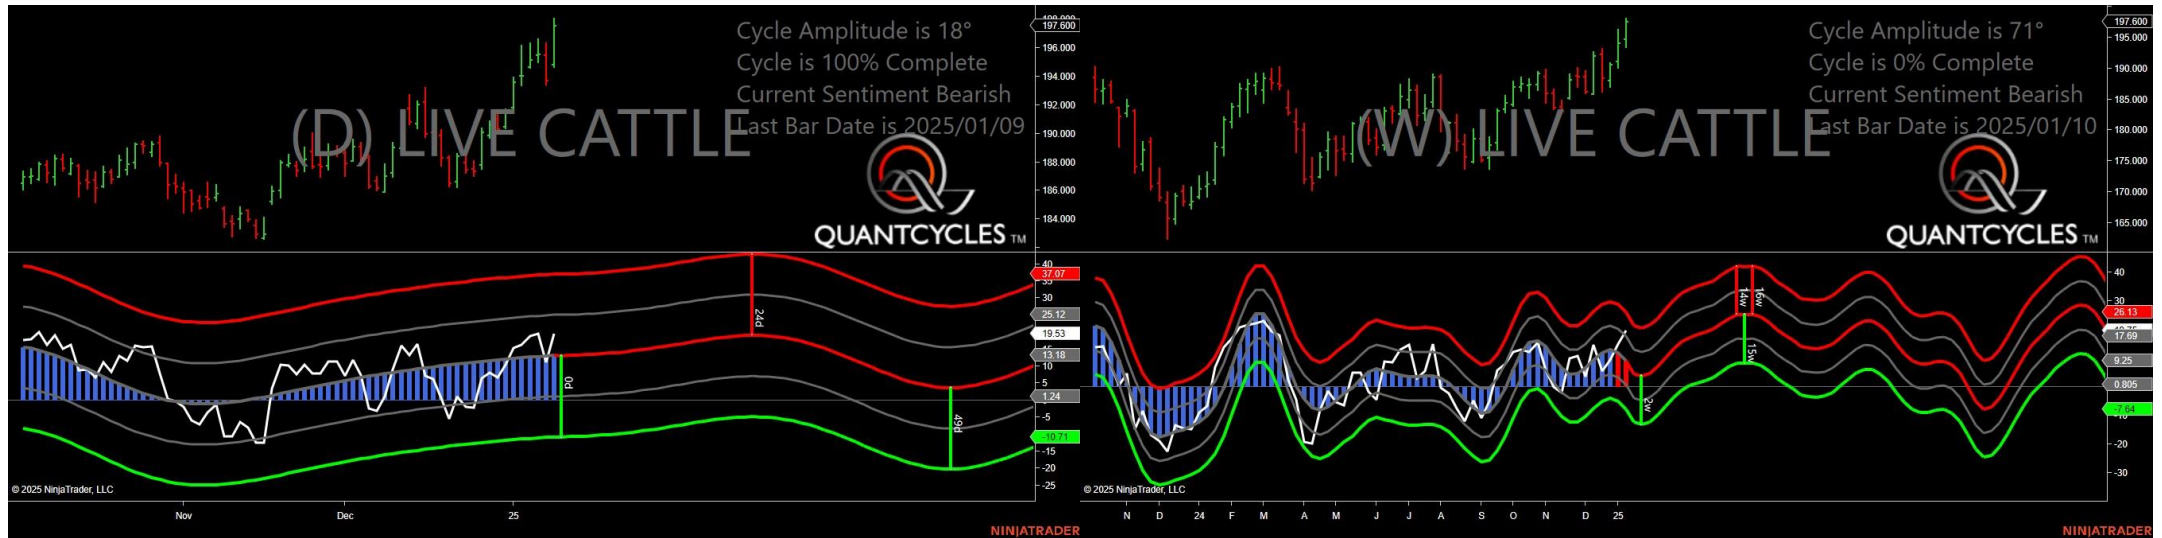 Cycle Amplitude is 18°
Cycle is 100% Complete
Current Sentiment Bearish
Last Bar Date is 2025/01/09
(D) LIVE CATTLE
QUANTCYCLES TM
197.600
196.000
194.000
192.000
190.000
188.000
186.000
184.000
40
37.07
30
25.12
19.53
13.18
10
5
1.24
-5
-10.71
-15
-20
-25
24d
0d
49d
© 2025 NinjaTrader, LLC
Nov
Dec
25
NINJATRADER
Cycle Amplitude is 71°
Cycle is 0% Complete
Current Sentiment Bearish
Last Bar Date is 2025/01/10
(W) LIVE CATTLE
QUANTCYCLES TM
197.600
195.000
190.000
185.000
180.000
175.000
170.000
165.000
40
30
26.13
17.69
9.25
0.805
-7.64
-20
-30
14w
16w
15w
2w
© 2025 NinjaTrader, LLC
N D 24 F M A M J J A S O N D 25
NINJATRADER